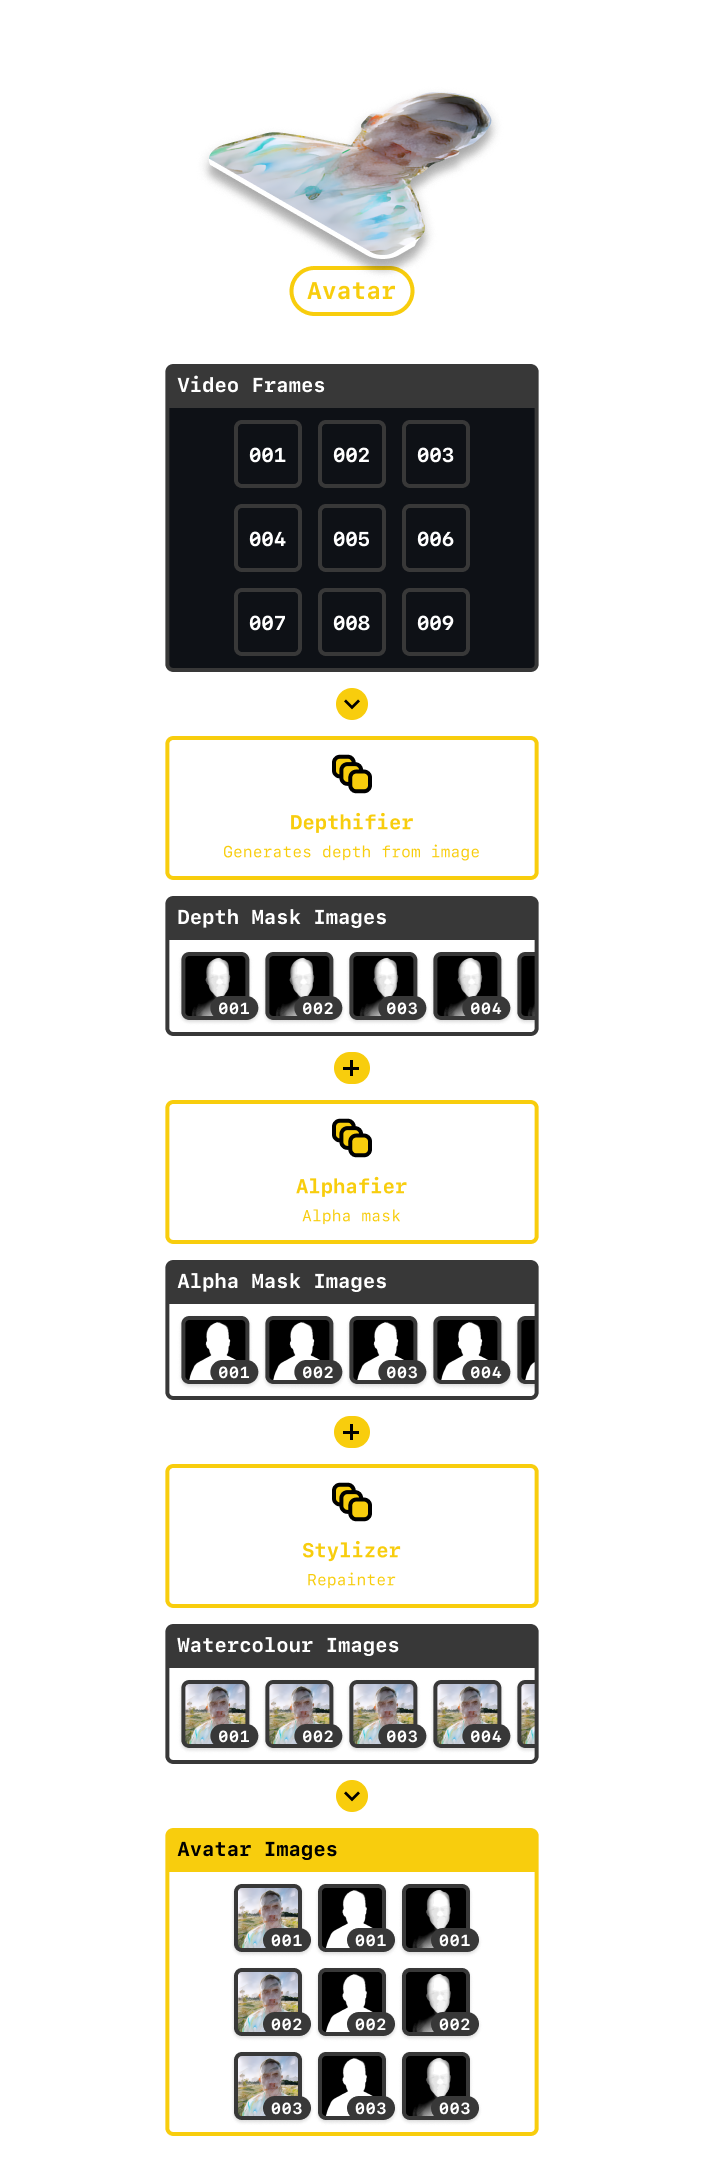 Avatar
Video Frames
001 002 003
004 005 006
007 008 009
Depthifier
Generates depth from image
Depth Mask Images
001 002 003 004
Alphafier
Alpha mask
Alpha Mask Images
001 002 003 004
Stylizer
Repainter
Watercolour Images
001 002 003 004
Avatar Images
001 001 001
002 002 002
003 003 003